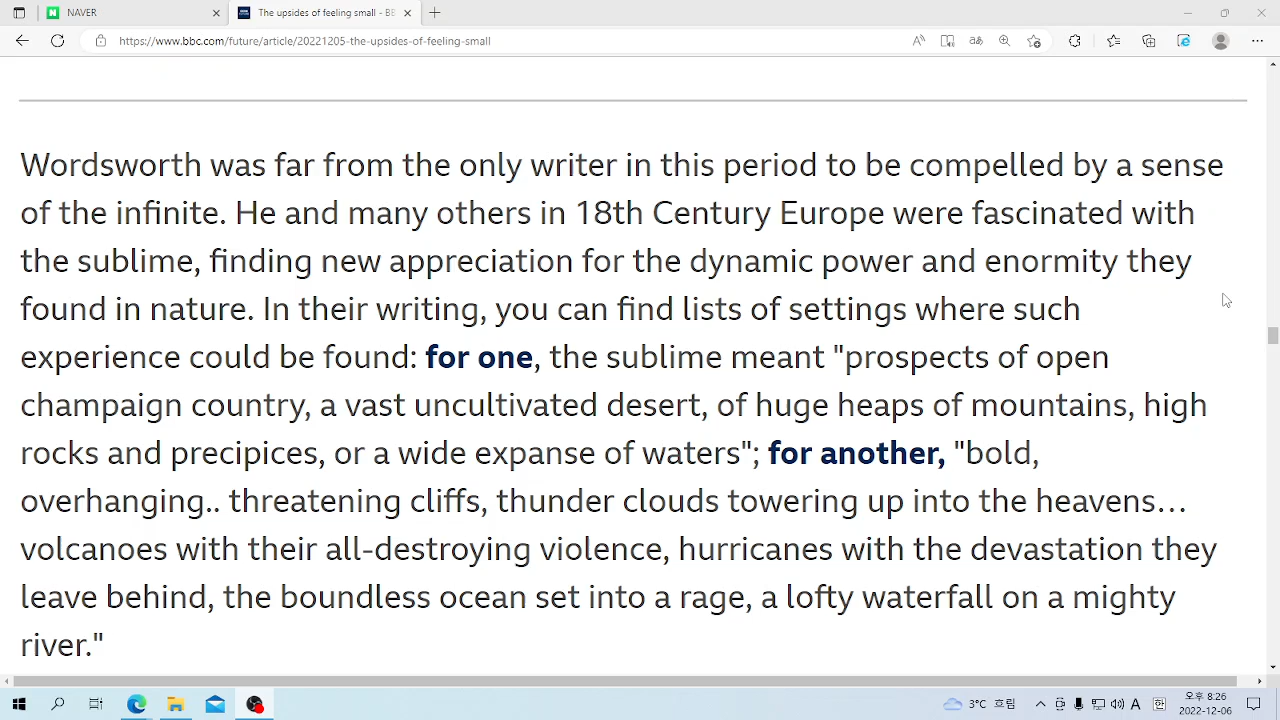 NAVER
The upsides of feeling small - BB
https://www.bbc.com/future/article/20221205-the-upsides-of-feeling-small
Wordsworth was far from the only writer in this period to be compelled by a sense
of the infinite. He and many others in 18th Century Europe were fascinated with
the sublime, finding new appreciation for the dynamic power and enormity they
found in nature. In their writing, you can find lists of settings where such
experience could be found: for one, the sublime meant "prospects of open
champaign country, a vast uncultivated desert, of huge heaps of mountains, high
rocks and precipices, or a wide expanse of waters"; for another, "bold,
overhanging.. threatening cliffs, thunder clouds towering up into the heavens…
volcanoes with their all-destroying violence, hurricanes with the devastation they
leave behind, the boundless ocean set into a rage, a lofty waterfall on a mighty
river."
3°C 흐림
A
한
오후 8:26
2022-12-06